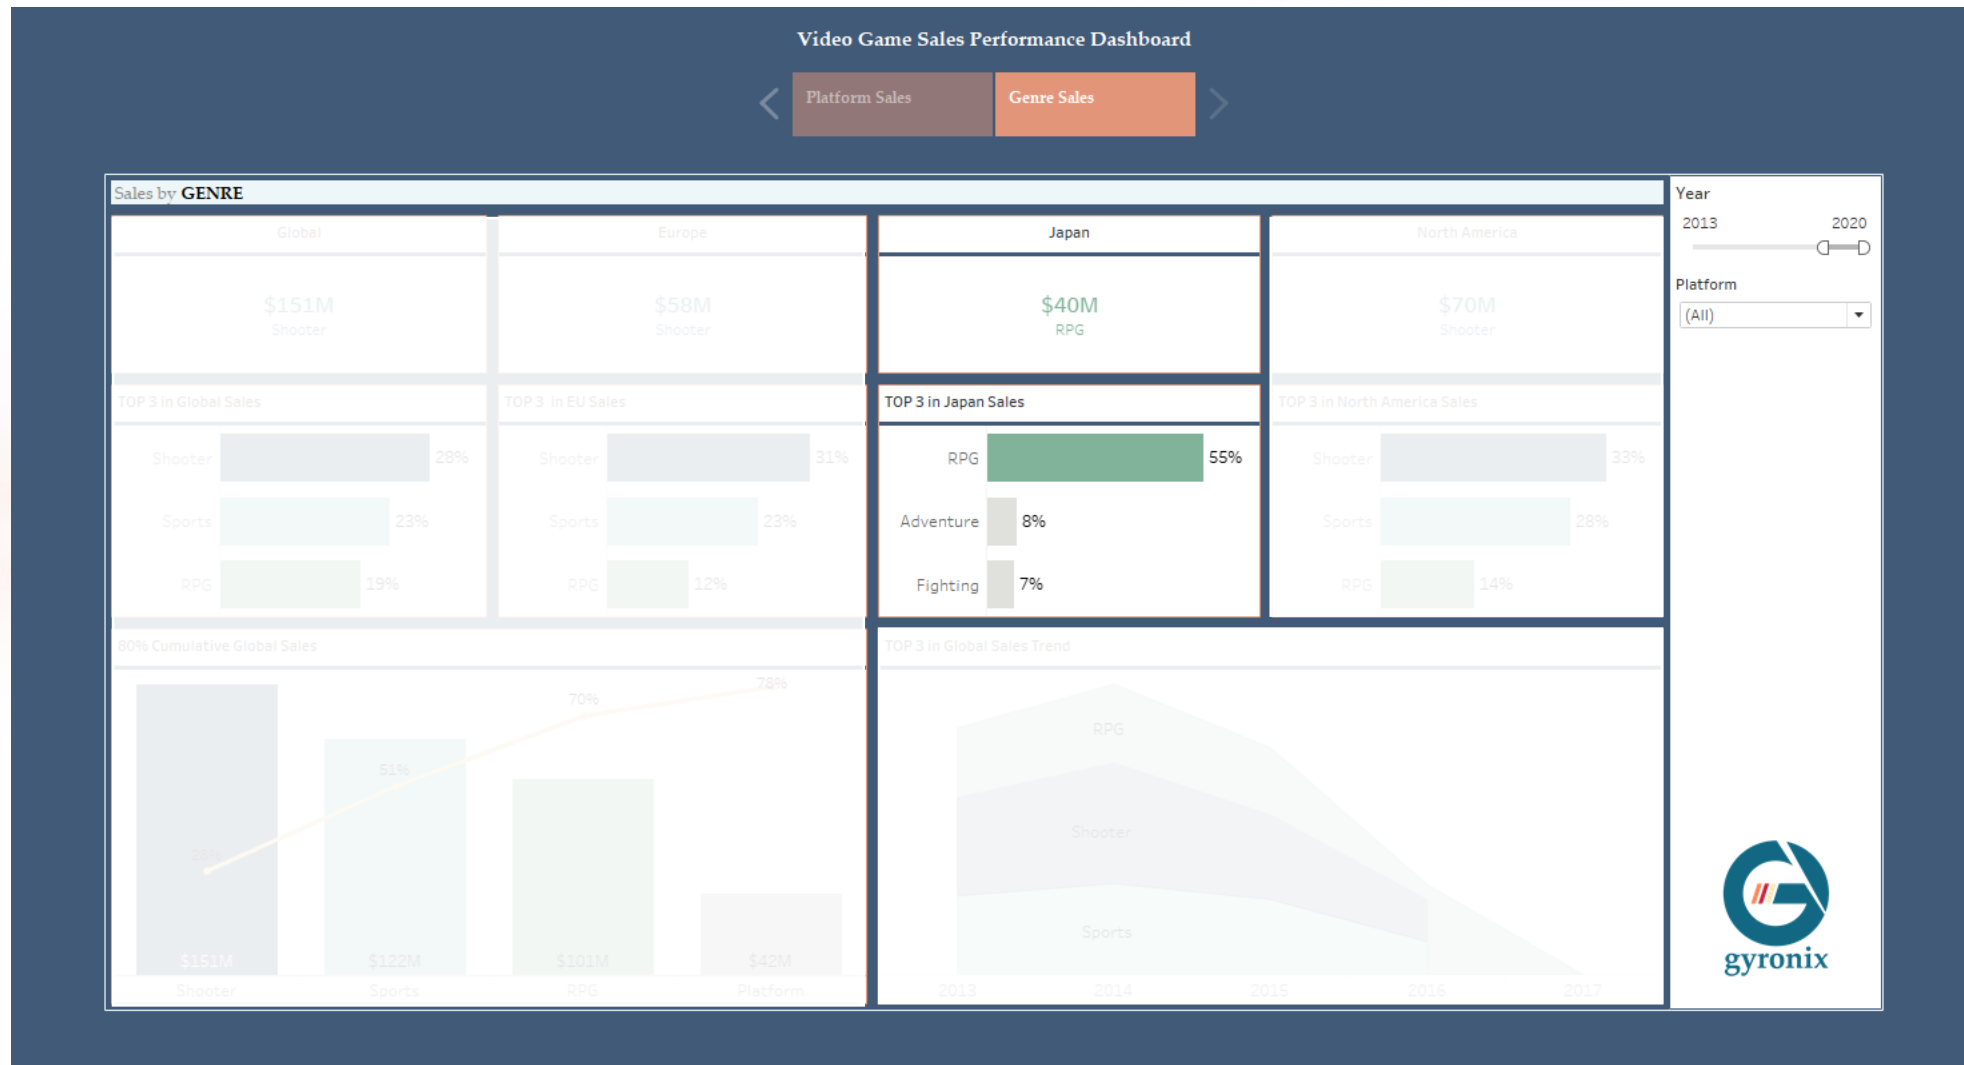 Video Game Sales Performance Dashboard
Platform Sales
Genre Sales
Sales by GENRE
Global
Europe
Japan
North America
$151M
Shooter
$58M
Shooter
$40M
RPG
$70M
Shooter
TOP 3 in Global Sales
Shooter 28%
Sports 23%
RPG 19%
TOP 3 in EU Sales
Shooter 31%
Sports 23%
RPG 12%
TOP 3 in Japan Sales
RPG 55%
Adventure 8%
Fighting 7%
TOP 3 in North America Sales
Shooter 33%
Sports 28%
RPG 14%
80% Cumulative Global Sales
28%
51%
70%
78%
$151M
$122M
$101M
$42M
Shooter
Sports
RPG
Platform
TOP 3 in Global Sales Trend
RPG
Shooter
Sports
2013
2014
2015
2016
2017
Year
2013 2020
Platform
(All)
gyronix